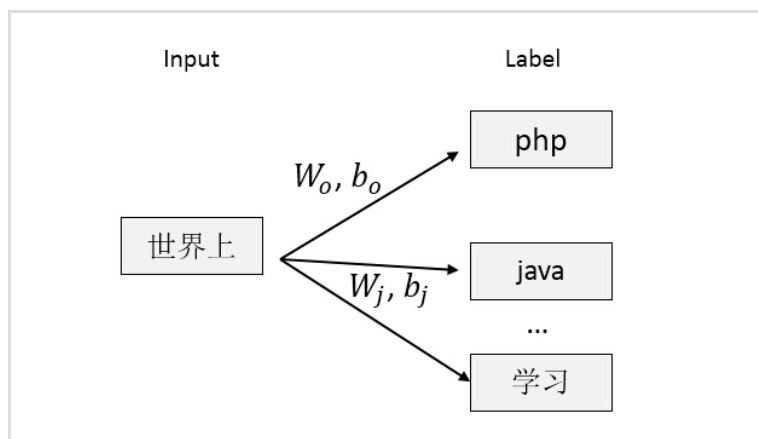 Input Label
php
W_o, b_o
世界上
java
W_j, b_j
...
学习